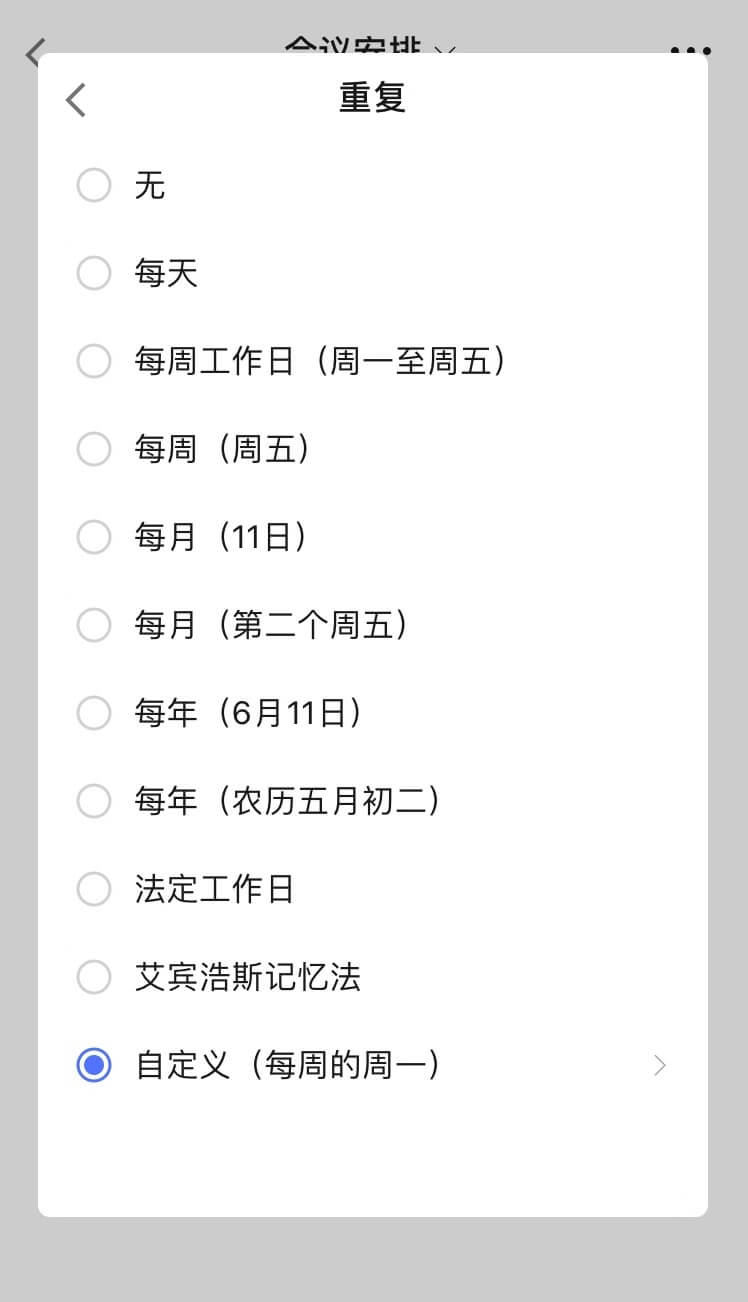 会议安排
重复
无
每天
每周工作日（周一至周五）
每周（周五）
每月（11日）
每月（第二个周五）
每年（6月11日）
每年（农历五月初二）
法定工作日
艾宾浩斯记忆法
自定义（每周的周一）